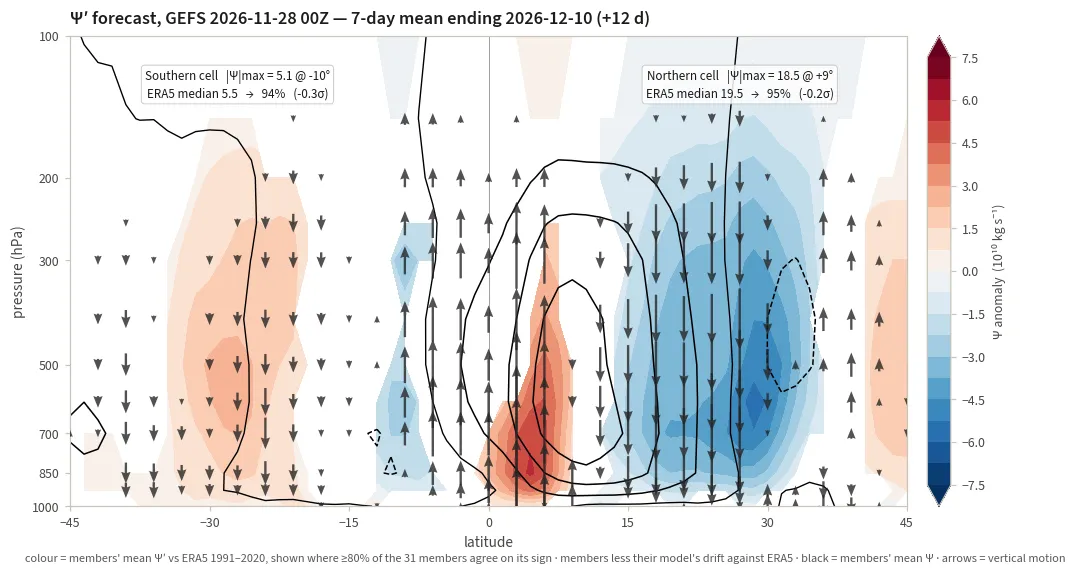 Ψ′ forecast, GEFS 2026-11-28 00Z — 7-day mean ending 2026-12-10 (+12 d)
Southern cell |Ψ|max = 5.1 @ -10°
ERA5 median 5.5 → 94% (-0.3σ)
Northern cell |Ψ|max = 18.5 @ +9°
ERA5 median 19.5 → 95% (-0.2σ)
pressure (hPa)
100
200
300
400
500
700
850
1000
−45
−30
−15
0
15
30
45
latitude
7.5
6.0
4.5
3.0
1.5
0.0
−1.5
−3.0
−4.5
−6.0
−7.5
Ψ anomaly (10¹⁰ kg s⁻¹)
colour = members' mean Ψ′ vs ERA5 1991–2020, shown where ≥80% of the 31 members agree on its sign · members less their model's drift against ERA5 · black = members' mean Ψ · arrows = vertical motion